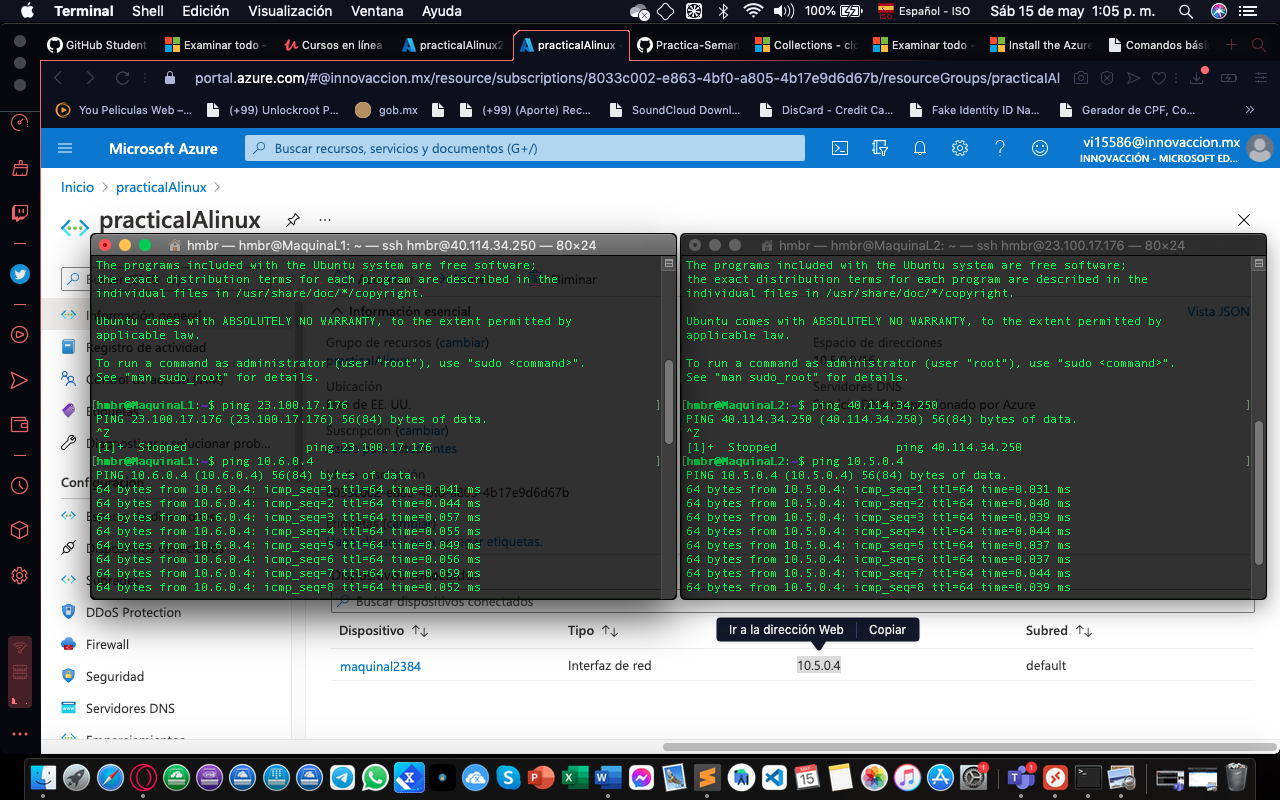 Terminal Shell Edición Visualización Ventana Ayuda 100% Español - ISO Sáb 15 de may 1:05 p. m.
GitHub Student Examinar todo - Cursos en línea practicaIAlinux2 practicaIAlinux - Practica-Seman Collections - clo Examinar todo - Install the Azure Comandos bási
portal.azure.com/#@innovaccion.mx/resource/subscriptions/8033c002-e863-4bf0-a805-4b17e9d6d67b/resourceGroups/practicaIAl
You Peliculas Web –... (+99) Unlockroot P... gob.mx (+99) (Aporte) Rec... SoundCloud Downl... DisCard - Credit Ca... Fake Identity ID Na... Gerador de CPF, Co... »
Microsoft Azure Buscar recursos, servicios y documentos (G+/) vi15586@innovaccion.mx
INNOVACCIÓN - MICROSOFT ED...
Inicio > practicaIAlinux >
practicaIAlinux ...
hmbr — hmbr@MaquinaL1: ~ — ssh hmbr@40.114.34.250 — 80×24
The programs included with the Ubuntu system are free software;
the exact distribution terms for each program are described in the
individual files in /usr/share/doc/*/copyright.
Ubuntu comes with ABSOLUTELY NO WARRANTY, to the extent permitted by
applicable law.
To run a command as administrator (user "root"), use "sudo <command>".
See "man sudo_root" for details.
[hmbr@MaquinaL1:~$ ping 23.100.17.176 ]
PING 23.100.17.176 (23.100.17.176) 56(84) bytes of data.
^Z
[1]+  Stopped                 ping 23.100.17.176
[hmbr@MaquinaL1:~$ ping 10.6.0.4 ]
PING 10.6.0.4 (10.6.0.4) 56(84) bytes of data.
64 bytes from 10.6.0.4: icmp_seq=1 ttl=64 time=0.041 ms
64 bytes from 10.6.0.4: icmp_seq=2 ttl=64 time=0.044 ms
64 bytes from 10.6.0.4: icmp_seq=3 ttl=64 time=0.057 ms
64 bytes from 10.6.0.4: icmp_seq=4 ttl=64 time=0.055 ms
64 bytes from 10.6.0.4: icmp_seq=5 ttl=64 time=0.049 ms
64 bytes from 10.6.0.4: icmp_seq=6 ttl=64 time=0.056 ms
64 bytes from 10.6.0.4: icmp_seq=7 ttl=64 time=0.059 ms
64 bytes from 10.6.0.4: icmp_seq=8 ttl=64 time=0.052 ms
hmbr — hmbr@MaquinaL2: ~ — ssh hmbr@23.100.17.176 — 80×24
The programs included with the Ubuntu system are free software;
the exact distribution terms for each program are described in the
individual files in /usr/share/doc/*/copyright.
Ubuntu comes with ABSOLUTELY NO WARRANTY, to the extent permitted by
applicable law.
To run a command as administrator (user "root"), use "sudo <command>".
See "man sudo_root" for details.
[hmbr@MaquinaL2:~$ ping 40.114.34.250 ]
PING 40.114.34.250 (40.114.34.250) 56(84) bytes of data.
^Z
[1]+  Stopped                 ping 40.114.34.250
[hmbr@MaquinaL2:~$ ping 10.5.0.4 ]
PING 10.5.0.4 (10.5.0.4) 56(84) bytes of data.
64 bytes from 10.5.0.4: icmp_seq=1 ttl=64 time=0.031 ms
64 bytes from 10.5.0.4: icmp_seq=2 ttl=64 time=0.040 ms
64 bytes from 10.5.0.4: icmp_seq=3 ttl=64 time=0.039 ms
64 bytes from 10.5.0.4: icmp_seq=4 ttl=64 time=0.044 ms
64 bytes from 10.5.0.4: icmp_seq=5 ttl=64 time=0.037 ms
64 bytes from 10.5.0.4: icmp_seq=6 ttl=64 time=0.037 ms
64 bytes from 10.5.0.4: icmp_seq=7 ttl=64 time=0.044 ms
64 bytes from 10.5.0.4: icmp_seq=8 ttl=64 time=0.039 ms
Eliminar
Información general
Información esencial
Vista JSON
Registro de actividad
Grupo de recursos (cambiar)
Espacio de direcciones
Ubicación
Servidores DNS
Suscripción (cambiar)
DDoS Protection
Firewall
Seguridad
Servidores DNS
Buscar dispositivos conectados
Dispositivo Tipo Subred
Ir a la dirección Web Copiar
maquinal2384 Interfaz de red 10.5.0.4 default